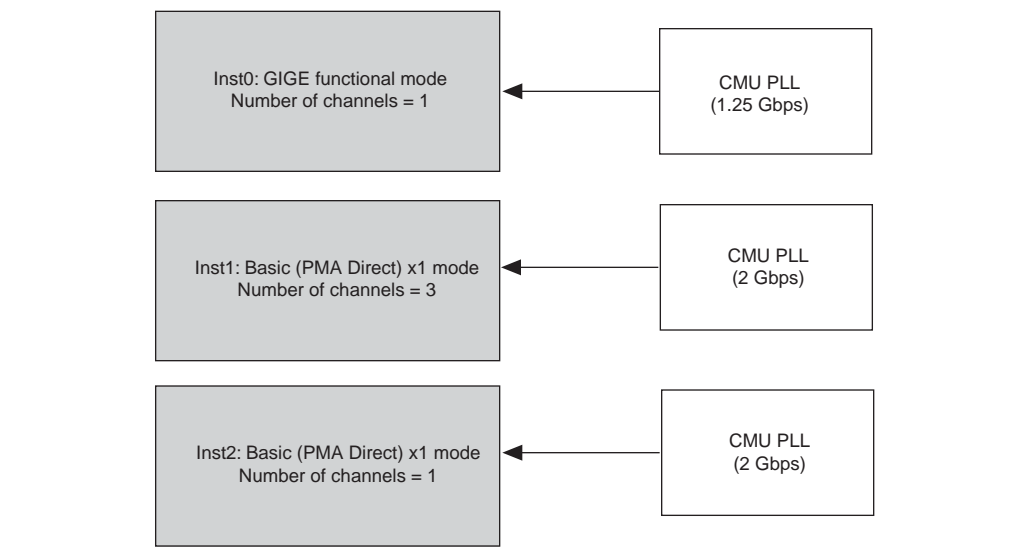 Inst0: GIGE functional mode
Number of channels = 1
CMU PLL
(1.25 Gbps)
Inst1: Basic (PMA Direct) x1 mode
Number of channels = 3
CMU PLL
(2 Gbps)
Inst2: Basic (PMA Direct) x1 mode
Number of channels = 1
CMU PLL
(2 Gbps)